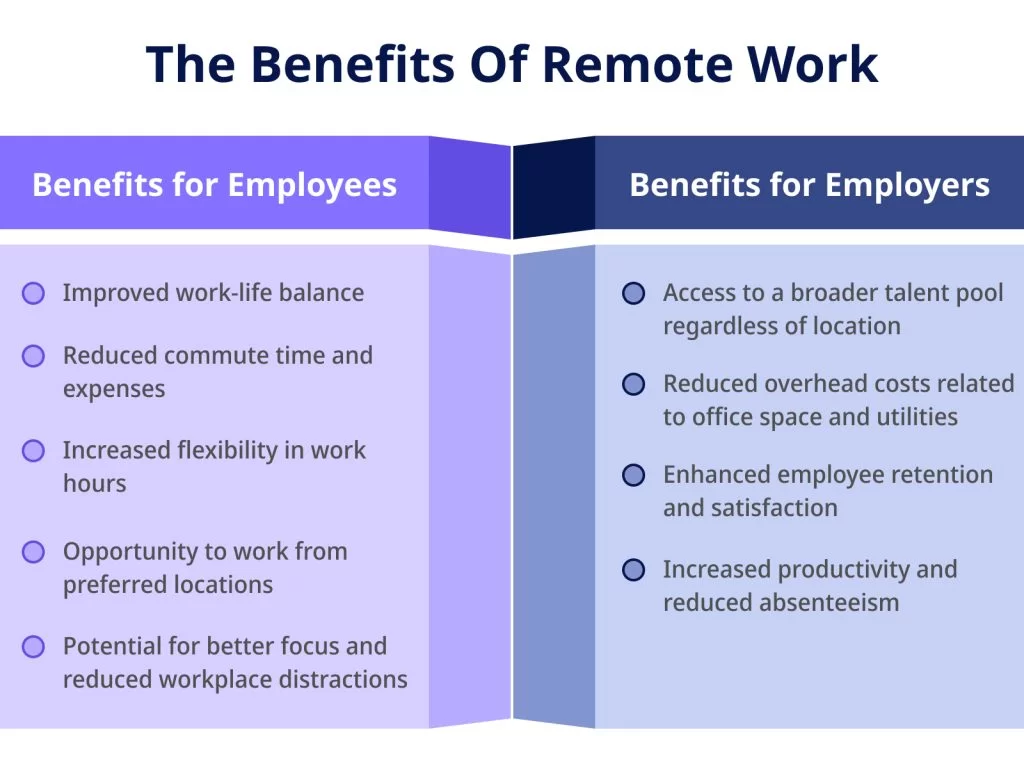 The Benefits Of Remote Work
Benefits for Employees
Improved work-life balance
Reduced commute time and
expenses
Increased flexibility in work
hours
Opportunity to work from
preferred locations
Potential for better focus and
reduced workplace distractions
Benefits for Employers
Access to a broader talent pool
regardless of location
Reduced overhead costs related
to office space and utilities
Enhanced employee retention
and satisfaction
Increased productivity and
reduced absenteeism